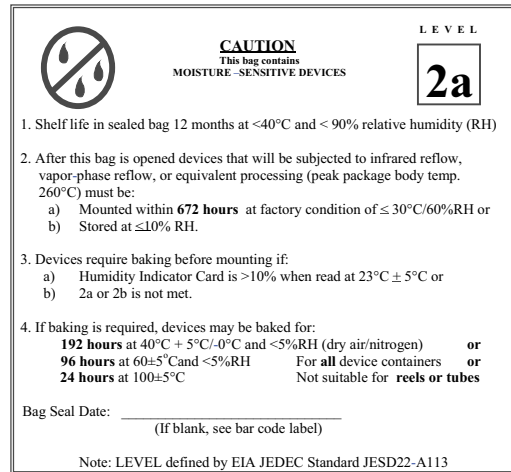 LEVEL
CAUTION
This bag contains
MOISTURE –SENSITIVE DEVICES
2a
1. Shelf life in sealed bag 12 months at <40°C and < 90% relative humidity (RH)
2. After this bag is opened devices that will be subjected to infrared reflow,
vapor-phase reflow, or equivalent processing (peak package body temp.
260°C) must be:
a) Mounted within 672 hours at factory condition of ≤ 30°C/60%RH or
b) Stored at ≤10% RH.
3. Devices require baking before mounting if:
a) Humidity Indicator Card is >10% when read at 23°C ± 5°C or
b) 2a or 2b is not met.
4. If baking is required, devices may be baked for:
192 hours at 40°C + 5°C/-0°C and <5%RH (dry air/nitrogen) or
96 hours at 60±5°Cand <5%RH For all device containers or
24 hours at 100±5°C Not suitable for reels or tubes
Bag Seal Date: _______________________________
(If blank, see bar code label)
Note: LEVEL defined by EIA JEDEC Standard JESD22-A113